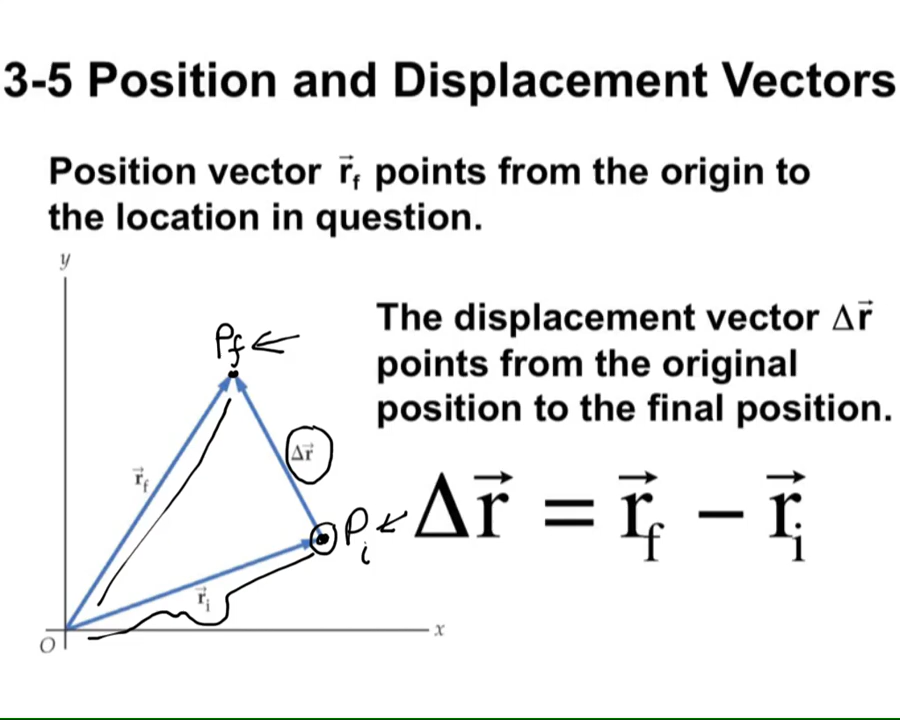 3-5 Position and Displacement Vectors
Position vector r⃗f points from the origin to
the location in question.
y
Pf
The displacement vector Δr⃗
points from the original
position to the final position.
Δr⃗
r⃗f
Pi
Δr⃗ = r⃗f − r⃗i
r⃗i
x
O